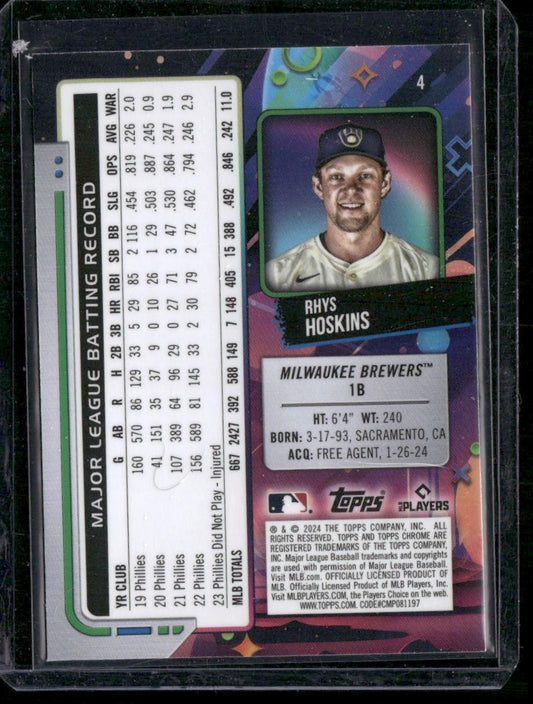 4
RHYS
HOSKINS
MILWAUKEE BREWERS™
1B
HT: 6'4" WT: 240
BORN: 3-17-93, SACRAMENTO, CA
ACQ: FREE AGENT, 1-26-24
topps
PLAYERS
® & © 2024 THE TOPPS COMPANY, INC. ALL
RIGHTS RESERVED. TOPPS AND TOPPS CHROME ARE
REGISTERED TRADEMARKS OF THE TOPPS COMPANY,
INC. Major League Baseball trademarks and copyrights
are used with permission of Major League Baseball.
Visit MLB.com. OFFICIALLY LICENSED PRODUCT OF
MLB. Officially Licensed Product of MLB Players, Inc.
Visit MLBPLAYERS.COM, the Players Choice on the web.
WWW.TOPPS.COM. CODE#CMP081197
MAJOR LEAGUE BATTING RECORD
YR CLUB G AB R H 2B 3B HR RBI SB BB SLG OPS AVG WAR
19 Phillies 160 570 86 129 33 5 29 85 2 116 .454 .819 .226 2.0
20 Phillies 41 151 35 37 9 0 10 26 1 29 .503 .887 .245 0.9
21 Phillies 107 389 64 96 29 0 27 71 3 47 .530 .864 .247 1.9
22 Phillies 156 589 81 145 33 2 30 79 2 72 .462 .794 .246 2.9
23 Phillies Did Not Play - Injured
MLB TOTALS 667 2427 392 588 149 7 148 405 15 388 .492 .846 .242 11.0